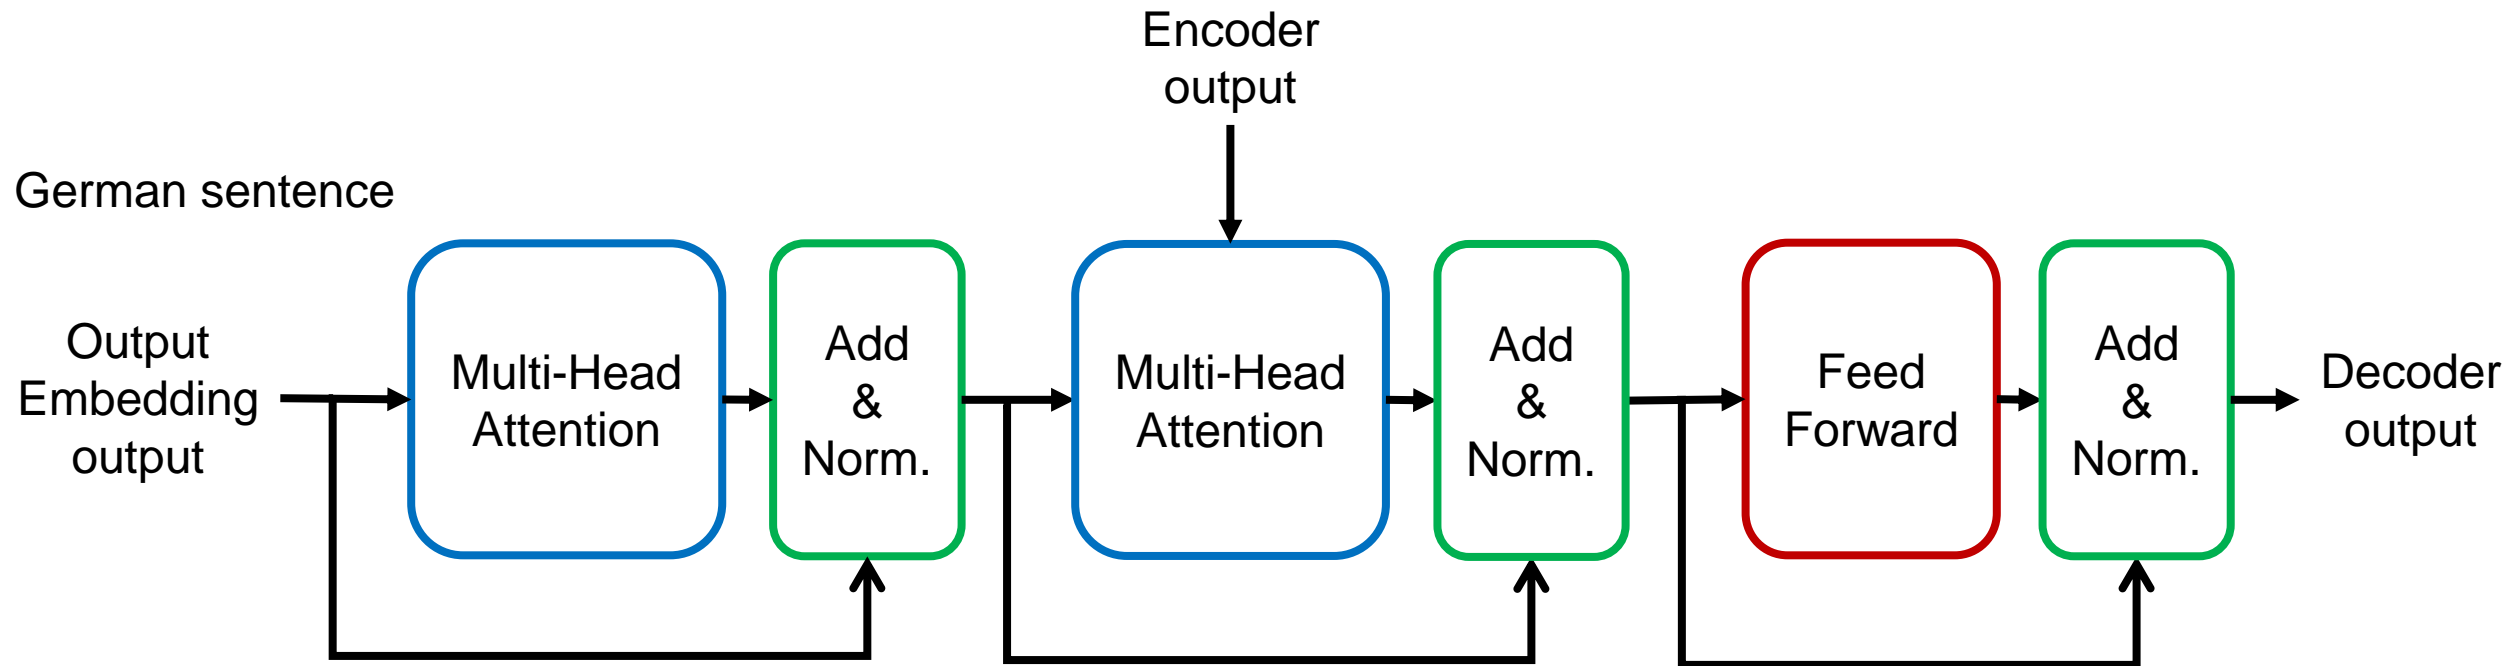 Encoder
output
German sentence
Output
Embedding
output
Multi-Head
Attention
Add
&
Norm.
Multi-Head
Attention
Add
&
Norm.
Feed
Forward
Add
&
Norm.
Decoder
output